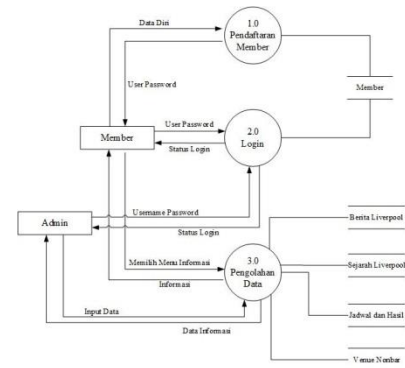 Data Diri
1.0
Pendaftaran
Member
User Password
Member
Member
User Password
2.0
Login
Status Login
Username Password
Admin
Status Login
Berita Liverpool
Memilih Menu Informasi
3.0
Pengolahan
Data
Sejarah Liverpool
Informasi
Input Data
Jadwal dan Hasil
Data Informasi
Venue Nonbar